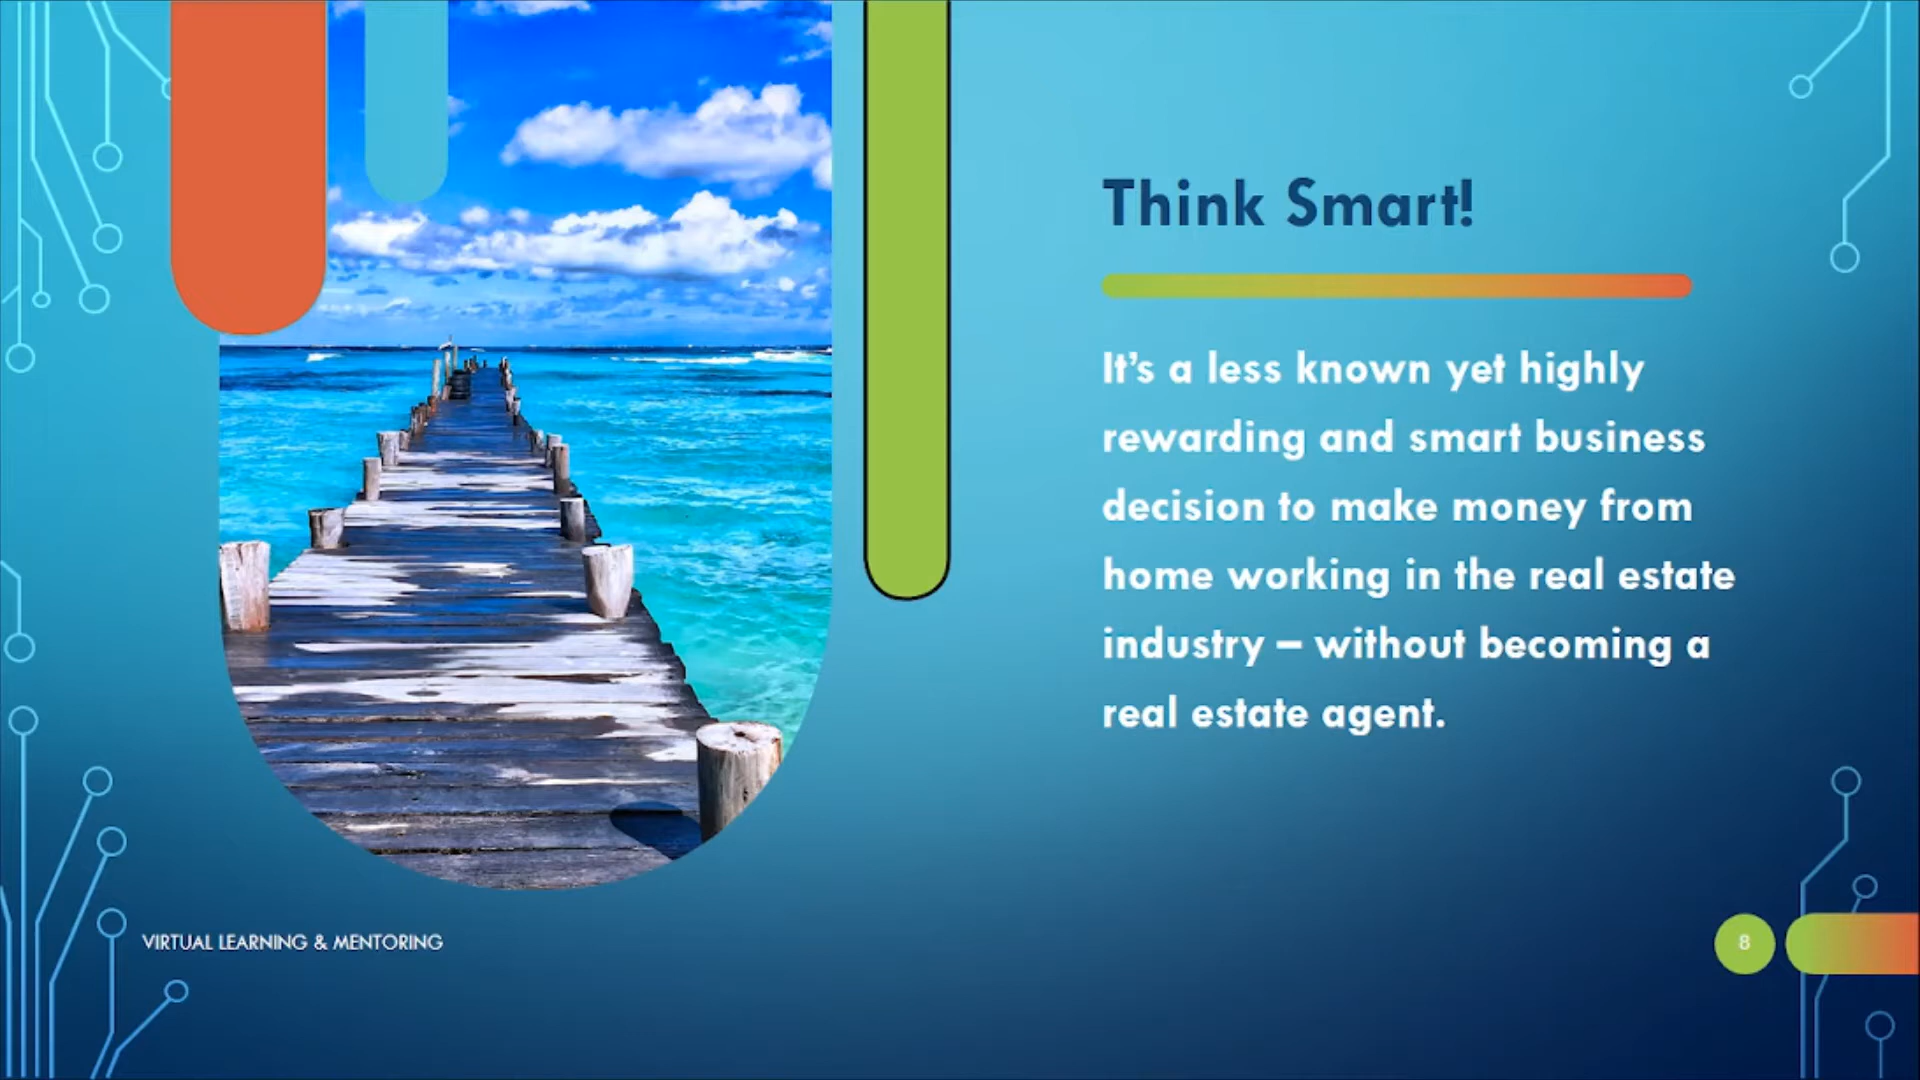 Think Smart!
It’s a less known yet highly
rewarding and smart business
decision to make money from
home working in the real estate
industry – without becoming a
real estate agent.
VIRTUAL LEARNING & MENTORING
8